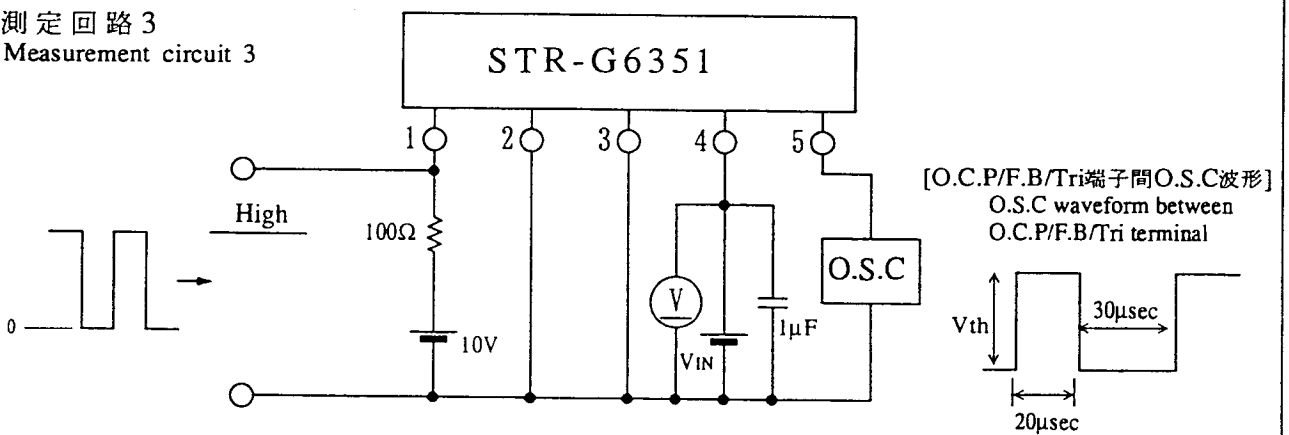 測定回路3
Measurement circuit 3
STR-G6351
1
2
3
4
5
High
0
100Ω
10V
V
VIN
1μF
O.S.C
[O.C.P/F.B/Tri端子間O.S.C波形]
O.S.C waveform between
O.C.P/F.B/Tri terminal
Vth
30μsec
20μsec